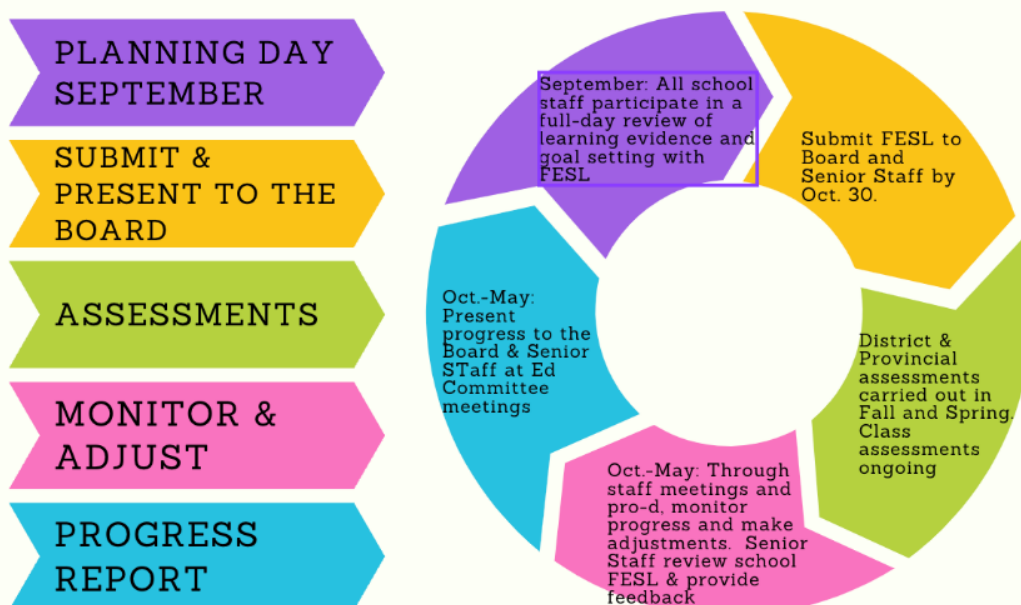 PLANNING DAY
SEPTEMBER
SUBMIT &
PRESENT TO THE
BOARD
ASSESSMENTS
MONITOR &
ADJUST
PROGRESS
REPORT
September: All school
staff participate in a
full-day review of
learning evidence and
goal setting with
FESL
Submit FESL to
Board and
Senior Staff by
Oct. 30.
District &
Provincial
assessments
carried out in
Fall and Spring.
Class
assessments
ongoing
Oct.-May: Through
staff meetings and
pro-d, monitor
progress and make
adjustments.  Senior
Staff review school
FESL & provide
feedback
Oct.-May:
Present
progress to the
Board & Senior
STaff at Ed
Committee
meetings